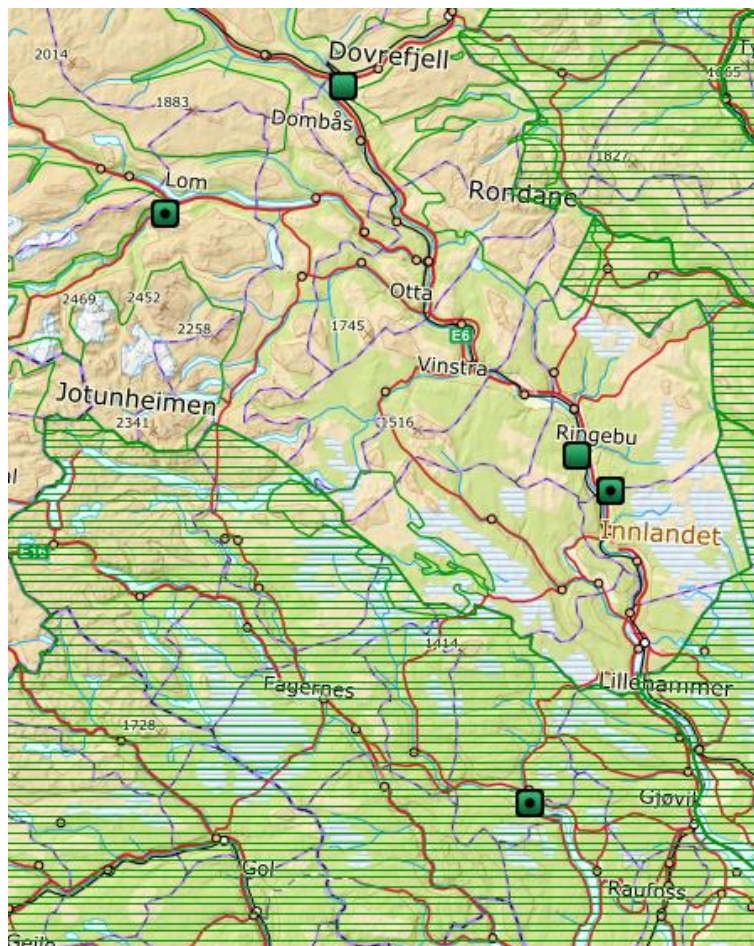 2014
Dovrefjell
1665
1883
Dombås
1827
Lom
Rondane
2469
2452
Otta
2258
1745
E6
Vinstra
Jotunheimen
2341
1516
Ringebu
Innlandet
E16
1414
Fagernes
Lillehammer
1728
Gjøvik
Gol
Raufoss
Geilo